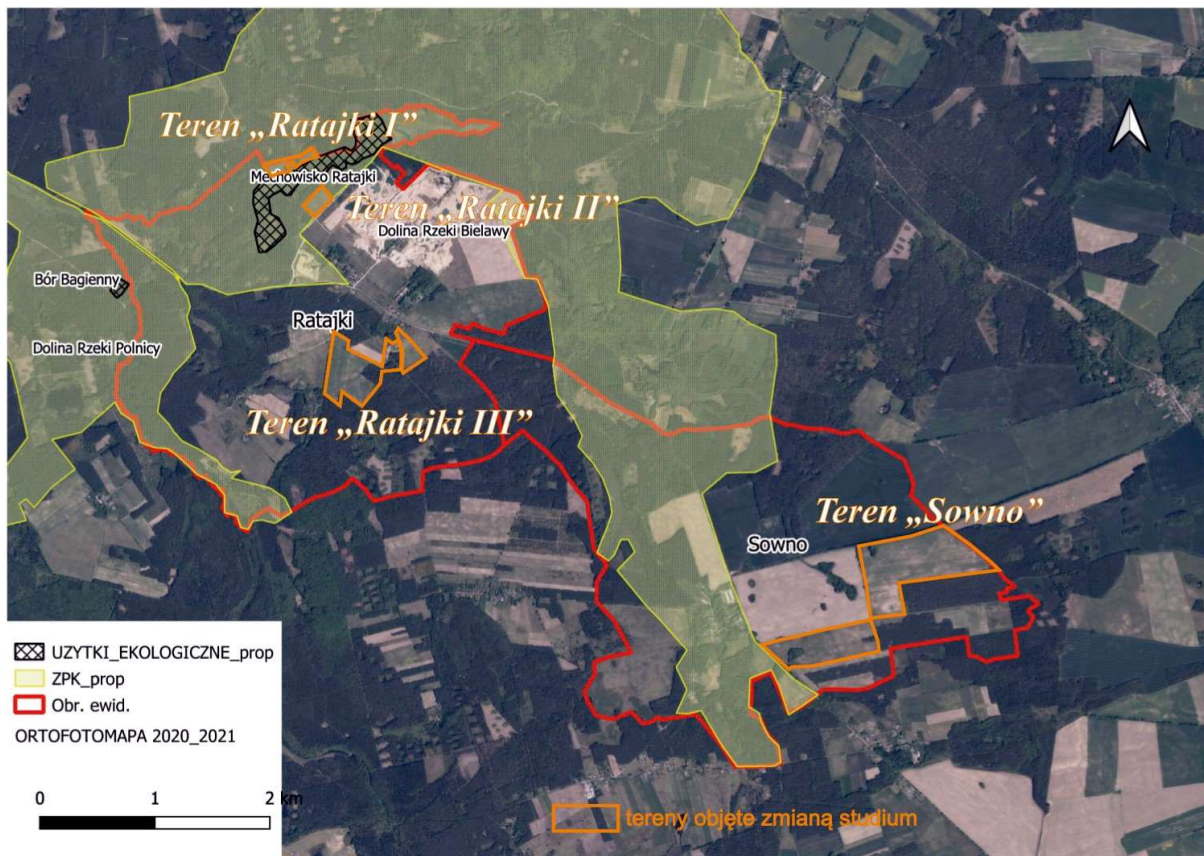 Teren „Ratajki I”
Mechowisko Ratajki
Teren „Ratajki II”
Dolina Rzeki Bielawy
Bór Bagienny
Ratajki
Dolina Rzeki Polnicy
Teren „Ratajki III”
Teren „Sowno”
Sowno
UZYTKI_EKOLOGICZNE_prop
ZPK_prop
Obr. ewid.
ORTOFOTOMAPA 2020_2021
0 1 2 km
tereny objęte zmianą studium